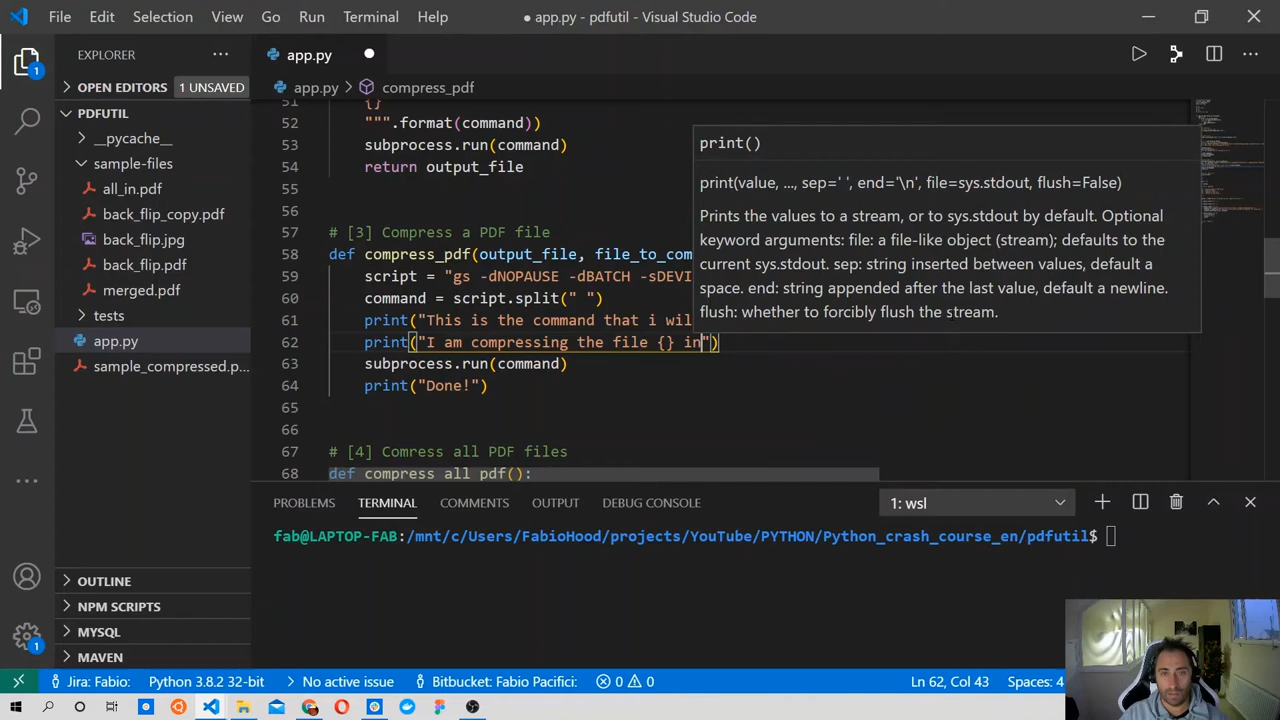 File Edit Selection View Go Run Terminal Help
● app.py - pdfutil - Visual Studio Code
EXPLORER
OPEN EDITORS 1 UNSAVED
PDFUTIL
__pycache__
sample-files
all_in.pdf
back_flip_copy.pdf
back_flip.jpg
back_flip.pdf
merged.pdf
tests
app.py
sample_compressed.p...
OUTLINE
NPM SCRIPTS
MYSQL
MAVEN
1
1
app.py
app.py > compress_pdf
51 {}
52 """.format(command))
53 subprocess.run(command)
54 return output_file
55
56
57 # [3] Compress a PDF file
58 def compress_pdf(output_file, file_to_com
59 script = "gs -dNOPAUSE -dBATCH -sDEVI
60 command = script.split(" ")
61 print("This is the command that i wil
62 print("I am compressing the file {} in")
63 subprocess.run(command)
64 print("Done!")
65
66
67 # [4] Comress all PDF files
68 def compress_all_pdf():
print()
print(value, ..., sep=' ', end='\n', file=sys.stdout, flush=False)
Prints the values to a stream, or to sys.stdout by default. Optional
keyword arguments: file: a file-like object (stream); defaults to the
current sys.stdout. sep: string inserted between values, default a
space. end: string appended after the last value, default a newline.
flush: whether to forcibly flush the stream.
PROBLEMS TERMINAL COMMENTS OUTPUT DEBUG CONSOLE 1: wsl
fab@LAPTOP-FAB:/mnt/c/Users/FabioHood/projects/YouTube/PYTHON/Python_crash_course_en/pdfutil$
Jira: Fabio: Python 3.8.2 32-bit No active issue Bitbucket: Fabio Pacifici: 0 0 Ln 62, Col 43 Spaces: 4